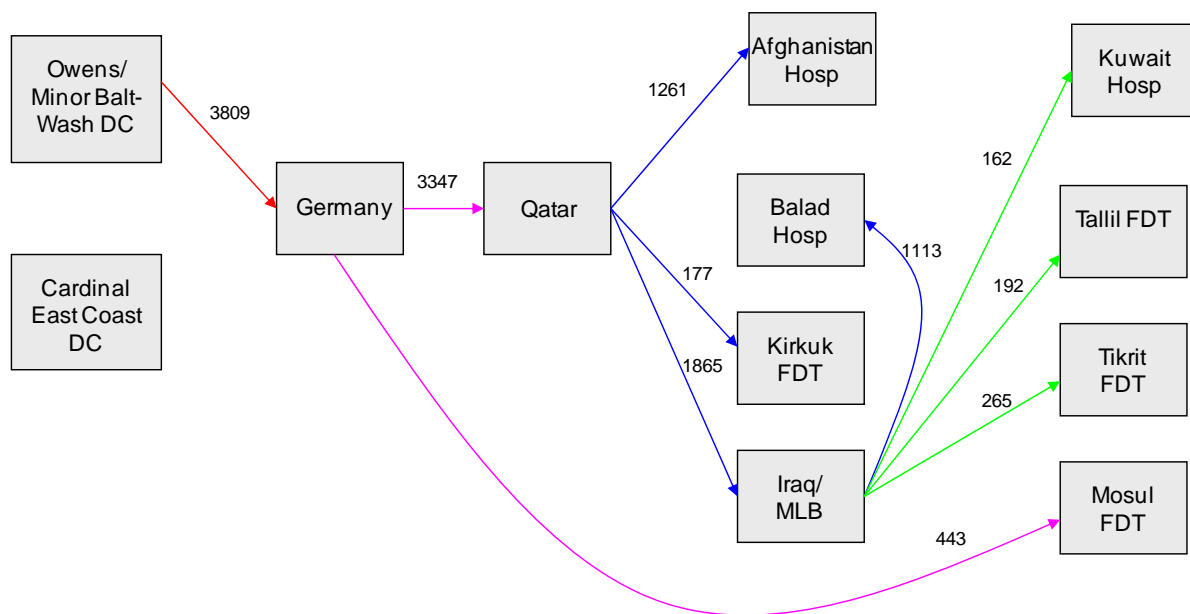 Owens/
Minor Balt-
Wash DC
3809
Cardinal
East Coast
DC
Germany
3347
Qatar
1261
177
1865
Afghanistan
Hosp
Balad
Hosp
1113
Kirkuk
FDT
Iraq/
MLB
162
192
265
443
Kuwait
Hosp
Tallil FDT
Tikrit
FDT
Mosul
FDT